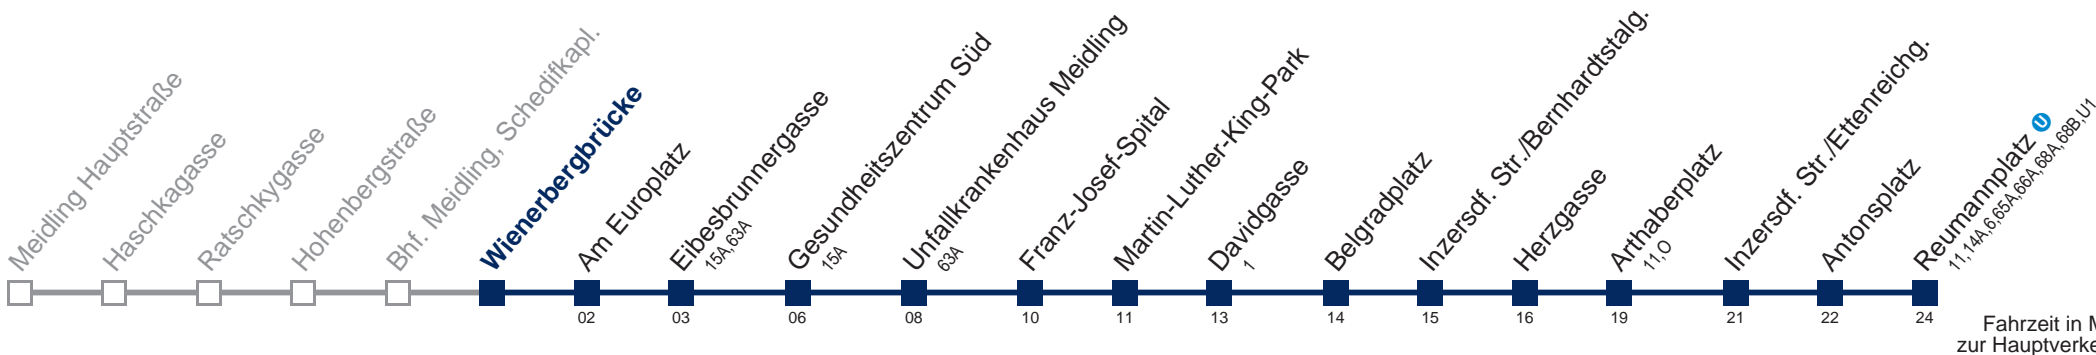 Meidling Hauptstraße
Haschkagasse
Ratschkygasse
Hohenbergstraße
Bhf. Meidling, Schedifkapl.
Wienerbergbrücke
Am Europlatz
02
Eibesbrunnergasse
15A,63A
03
Gesundheitszentrum Süd
15A
06
Unfallkrankenhaus Meidling
63A
08
Franz-Josef-Spital
10
Martin-Luther-King-Park
11
Davidgasse
1
13
Belgradplatz
14
Inzersdf. Str./Bernhardtstalg.
15
Herzgasse
16
Arthaberplatz
11,O
19
Inzersdf. Str./Ettenreichg.
21
Antonsplatz
22
Reumannplatz U
11,14A,6,65A,66A,68A,68B,U1
24
Fahrzeit in M
zur Hauptverke